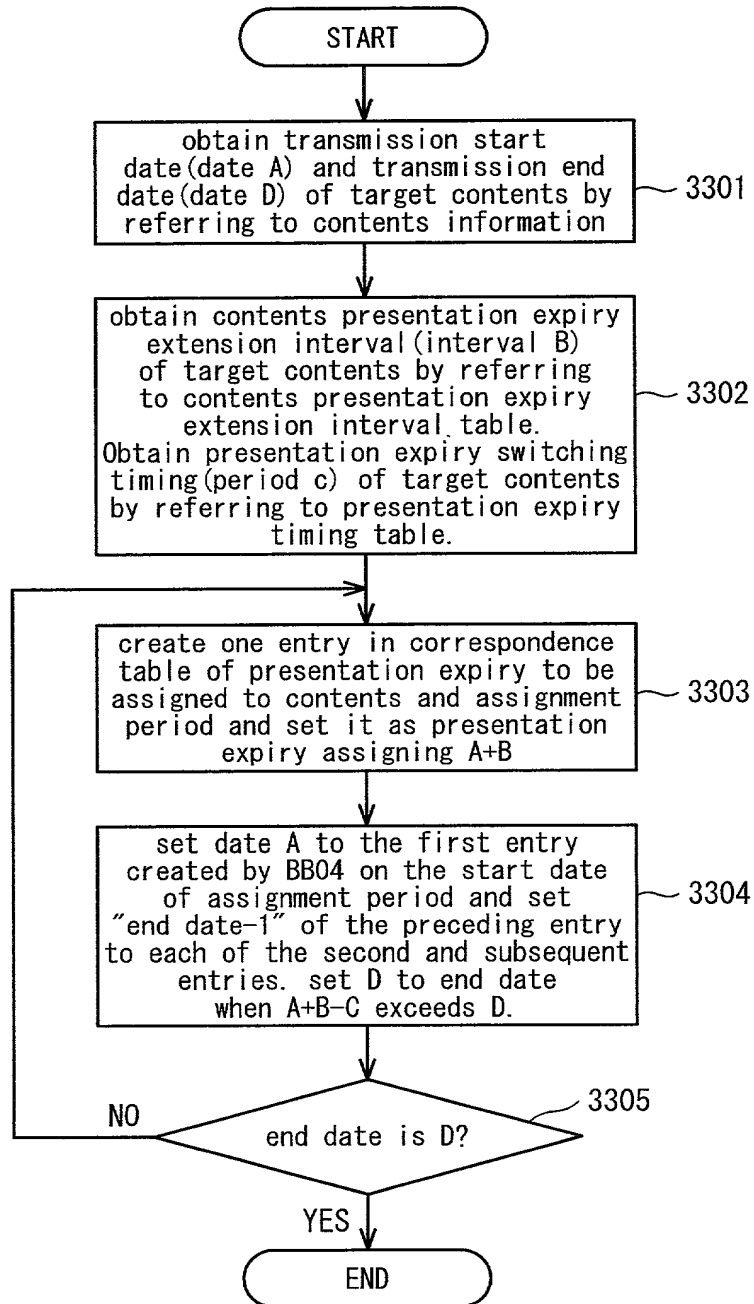 START
obtain transmission start
date(date A) and transmission end
date(date D) of target contents by
referring to contents information
3301
obtain contents presentation expiry
extension interval(interval B)
of target contents by referring
to contents presentation expiry
extension interval table.
Obtain presentation expiry switching
timing(period c) of target contents
by referring to presentation expiry
timing table.
3302
create one entry in correspondence
table of presentation expiry to be
assigned to contents and assignment
period and set it as presentation
expiry assigning A+B
3303
set date A to the first entry
created by BB04 on the start date
of assignment period and set
"end date-1" of the preceding entry
to each of the second and subsequent
entries. set D to end date
when A+B-C exceeds D.
3304
3305
NO
end date is D?
YES
END